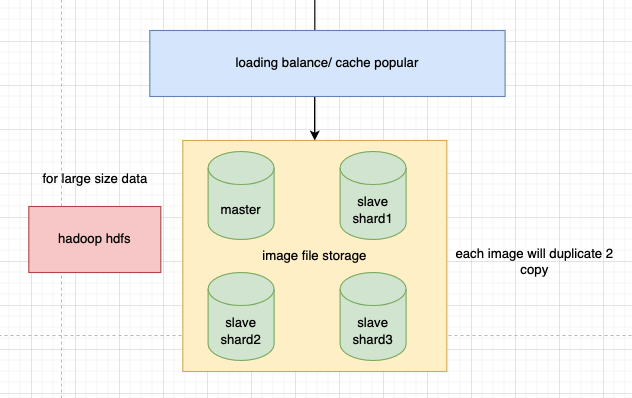 loading balance/ cache popular
for large size data
hadoop hdfs
master
slave
shard1
image file storage
each image will duplicate 2
copy
slave
shard2
slave
shard3